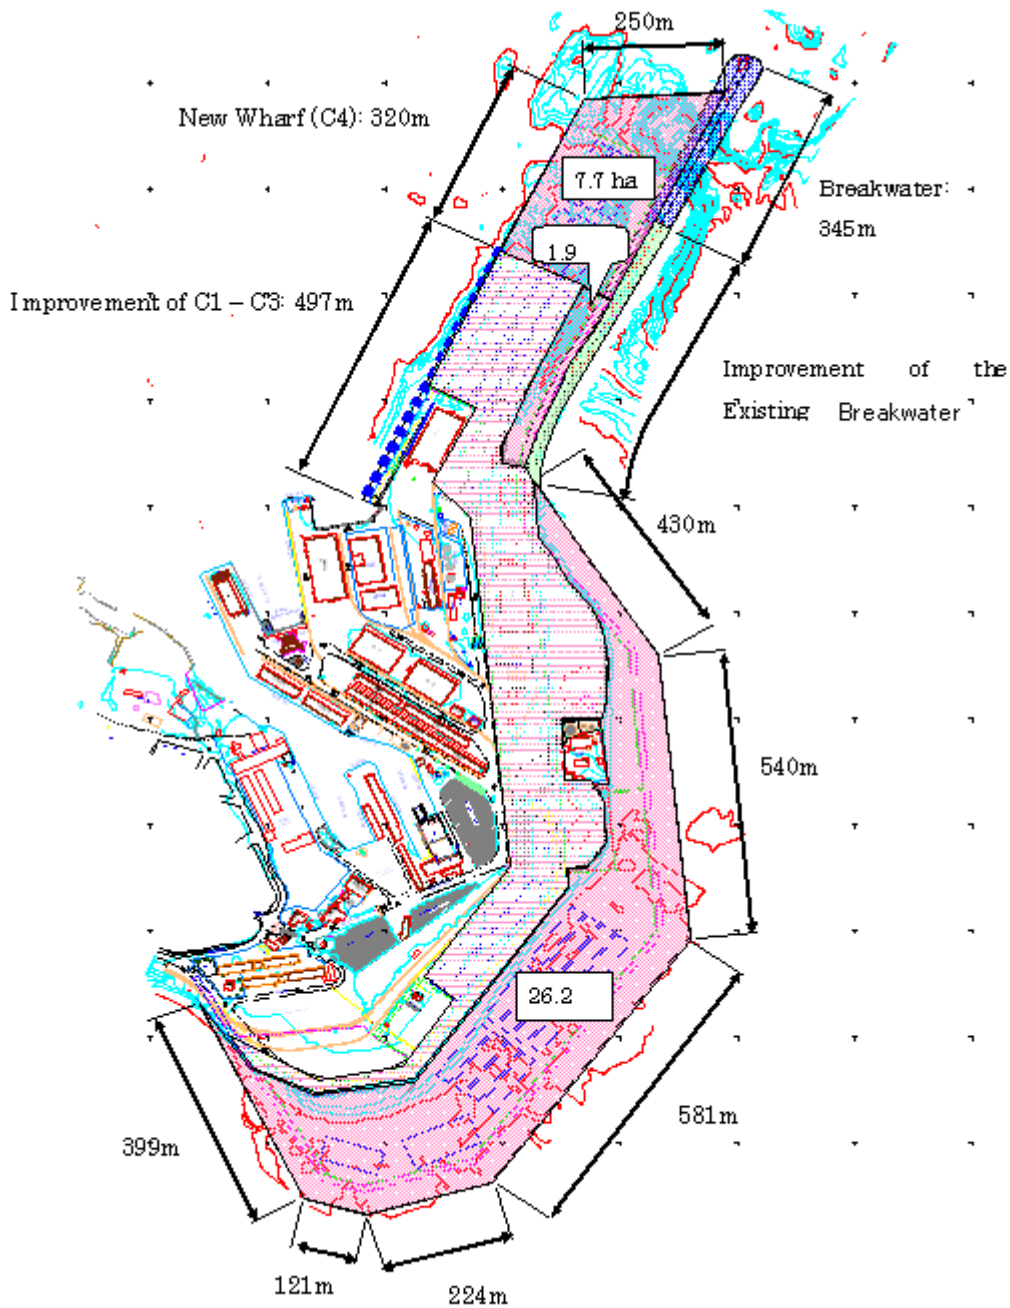 250m
New Wharf (C4): 320m
7.7 ha
Breakwater:
345m
1.9
Improvement of C1 – C3: 497m
Improvement of the
Existing Breakwater
430m
540m
26.2
581m
399m
121m
224m